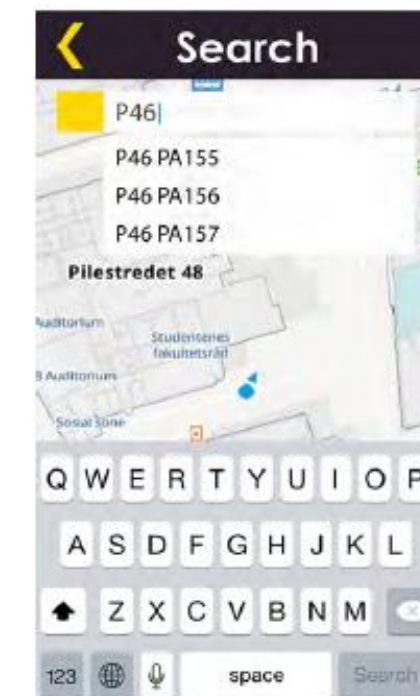 Search
P46
P46 PA155
P46 PA156
P46 PA157
Pilestredet 48
Auditorium
Studentenes
fakultetsråd
B Auditorium
Sosial sone
Q W E R T Y U I O P
A S D F G H J K L
Z X C V B N M
123 space Search